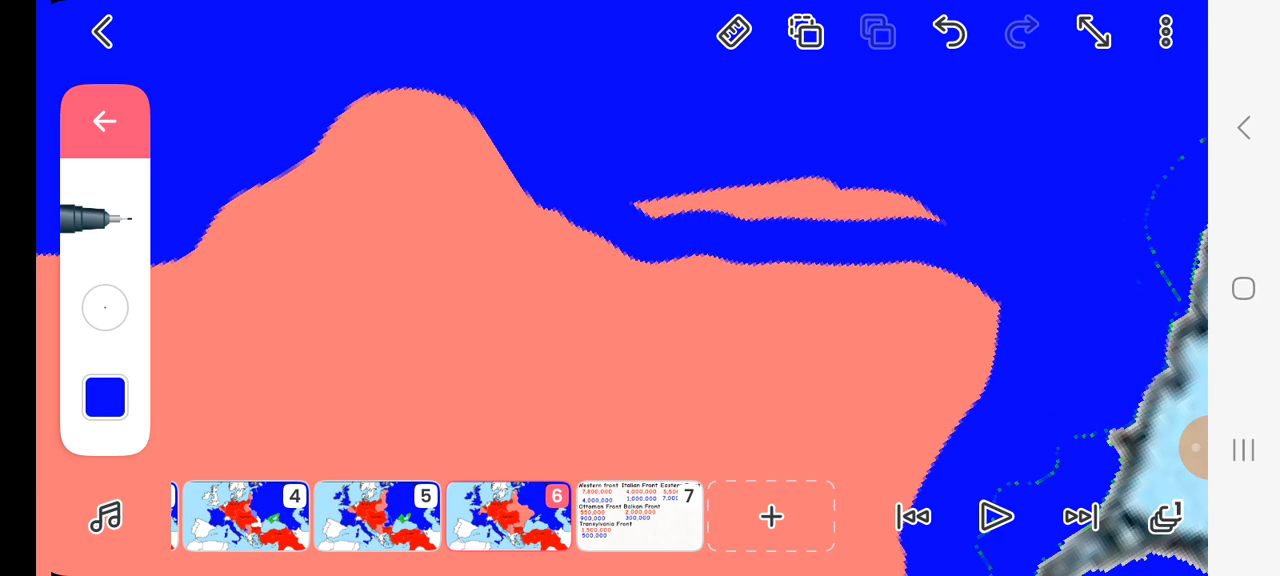 1
4
5
6
7
Western front Italian Front Eastern
7,800,000 4,000,000 5,50
4,000,000 1,000,000 7,00
Ottoman Front Balkan Front
550,000 2,000,000
900,000 300,000
Transylvania Front
1,500,000
500,000